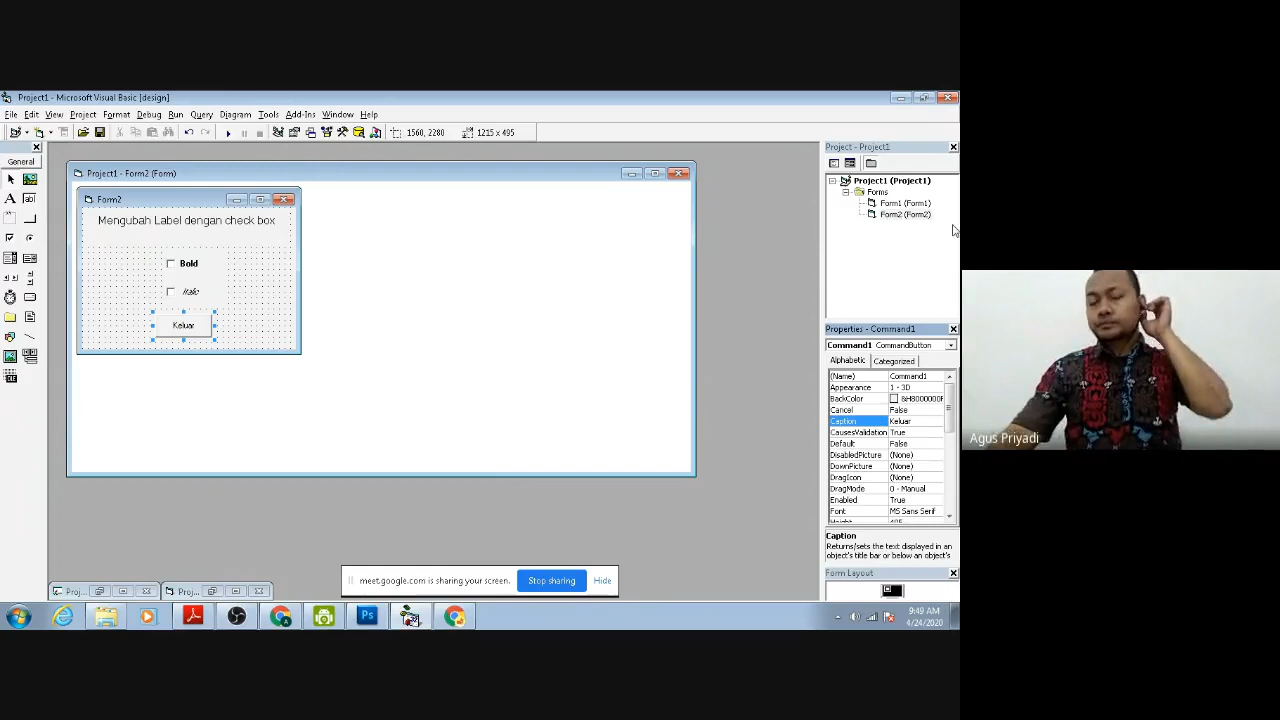 Project1 - Microsoft Visual Basic [design]
File Edit View Project Format Debug Run Query Diagram Tools Add-Ins Window Help
1560, 2280 1215 x 495
General
Project1 - Form2 (Form)
Form2
Mengubah Label dengan check box
Bold
Italic
Keluar
Project - Project1
Project1 (Project1)
Forms
Form1 (Form1)
Form2 (Form2)
Properties - Command1
Command1 CommandButton
Alphabetic Categorized
(Name) Command1
Appearance 1 - 3D
BackColor &H8000000F
Cancel False
Caption Keluar
CausesValidation True
Default False
DisabledPicture (None)
DownPicture (None)
DragIcon (None)
DragMode 0 - Manual
Enabled True
Font MS Sans Serif
Height 495
Caption
Returns/sets the text displayed in an
object's title bar or below an object's
Form Layout
Proj...
Proj...
meet.google.com is sharing your screen.
Stop sharing
Hide
9:49 AM
4/24/2020
Agus Priyadi